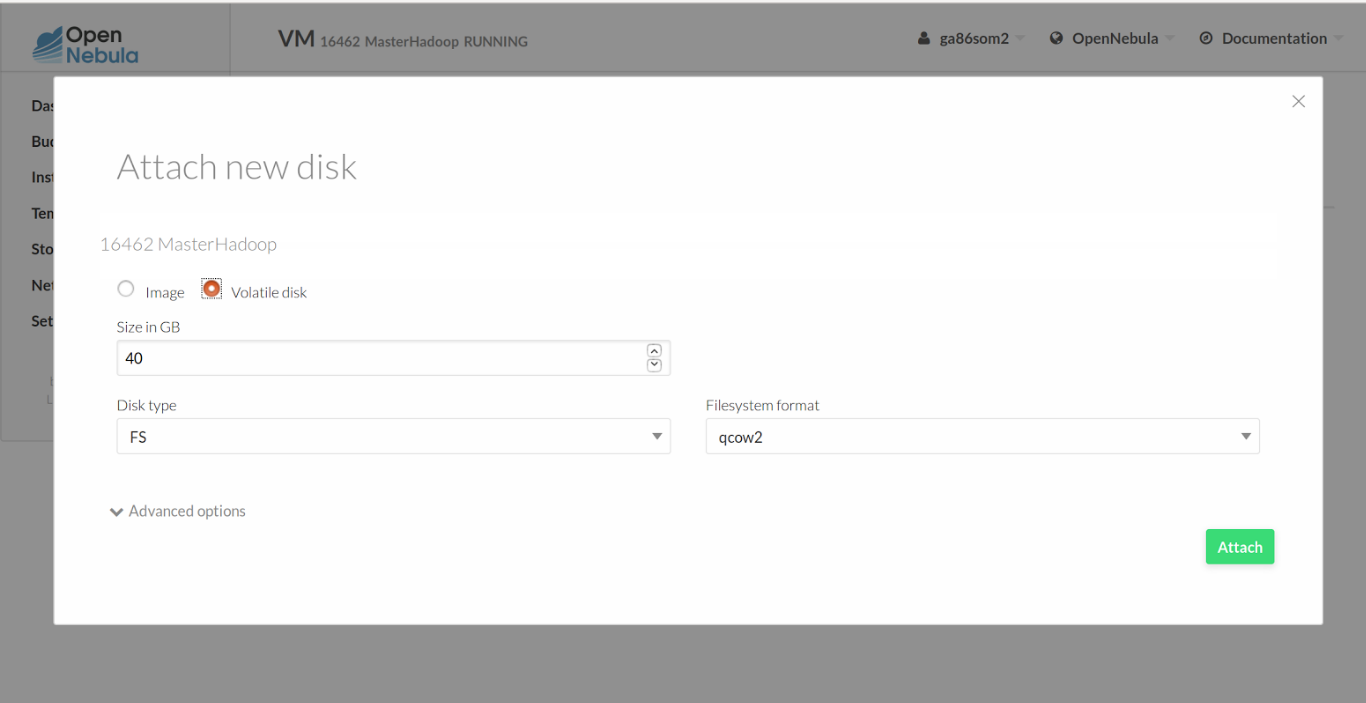 Open
Nebula
VM 16462 MasterHadoop RUNNING
ga86som2
OpenNebula
Documentation
Das
Buc
Inst
Ten
Sto
Net
Set
Attach new disk
16462 MasterHadoop
Image
Volatile disk
Size in GB
40
Disk type
Filesystem format
FS
qcow2
Advanced options
Attach